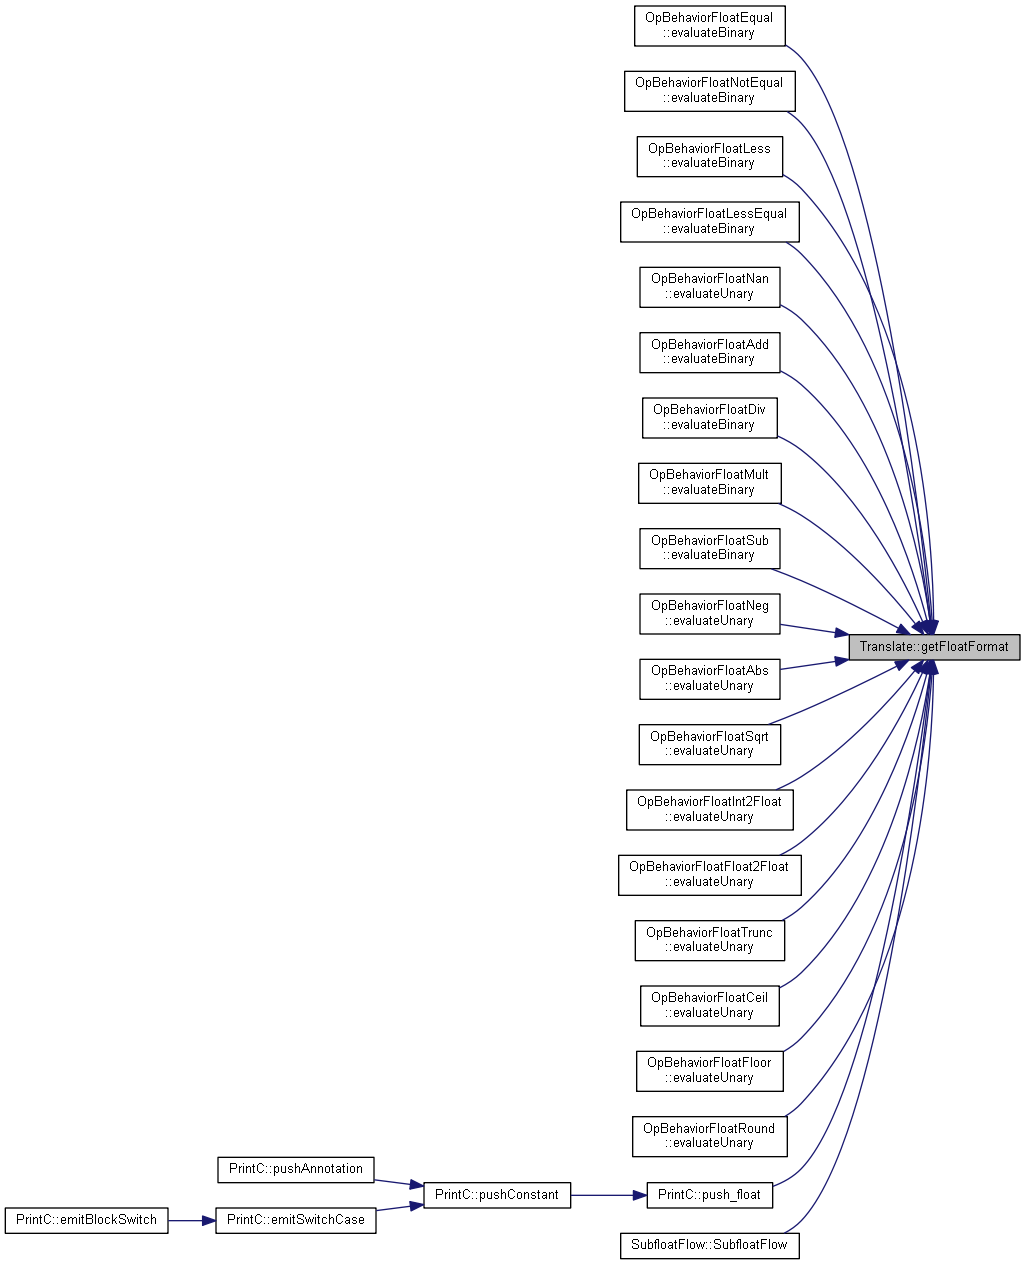 OpBehaviorFloatEqual
::evaluateBinary
OpBehaviorFloatNotEqual
::evaluateBinary
OpBehaviorFloatLess
::evaluateBinary
OpBehaviorFloatLessEqual
::evaluateBinary
OpBehaviorFloatNan
::evaluateUnary
OpBehaviorFloatAdd
::evaluateBinary
OpBehaviorFloatDiv
::evaluateBinary
OpBehaviorFloatMult
::evaluateBinary
OpBehaviorFloatSub
::evaluateBinary
OpBehaviorFloatNeg
::evaluateUnary
Translate::getFloatFormat
OpBehaviorFloatAbs
::evaluateUnary
OpBehaviorFloatSqrt
::evaluateUnary
OpBehaviorFloatInt2Float
::evaluateUnary
OpBehaviorFloatFloat2Float
::evaluateUnary
OpBehaviorFloatTrunc
::evaluateUnary
OpBehaviorFloatCeil
::evaluateUnary
OpBehaviorFloatFloor
::evaluateUnary
OpBehaviorFloatRound
::evaluateUnary
PrintC::pushAnnotation
PrintC::pushConstant
PrintC::push_float
PrintC::emitBlockSwitch
PrintC::emitSwitchCase
SubfloatFlow::SubfloatFlow